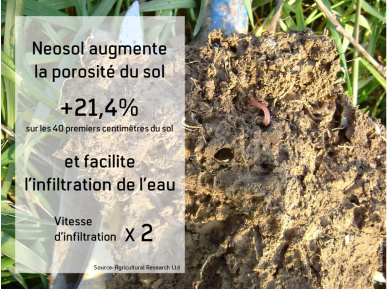 Neosol augmente
la porosité du sol
+21,4%
sur les 40 premiers centimètres du sol
et facilite
l'infiltration de l'eau
Vitesse
d'infiltration x 2
Source- Agricultural Research Ltd